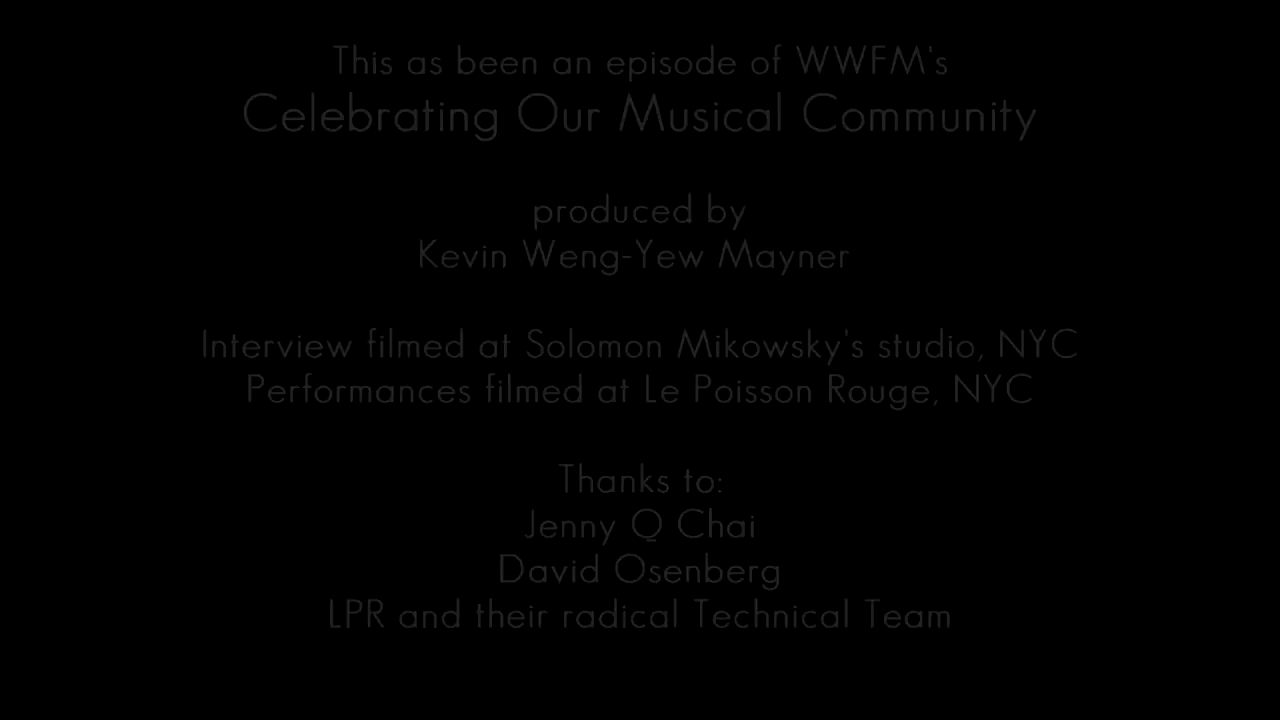 This as been an episode of WWFM's
Celebrating Our Musical Community
produced by
Kevin Weng-Yew Mayner
Interview filmed at Solomon Mikowsky's studio, NYC
Performances filmed at Le Poisson Rouge, NYC
Thanks to:
Jenny Q Chai
David Osenberg
LPR and their radical Technical Team